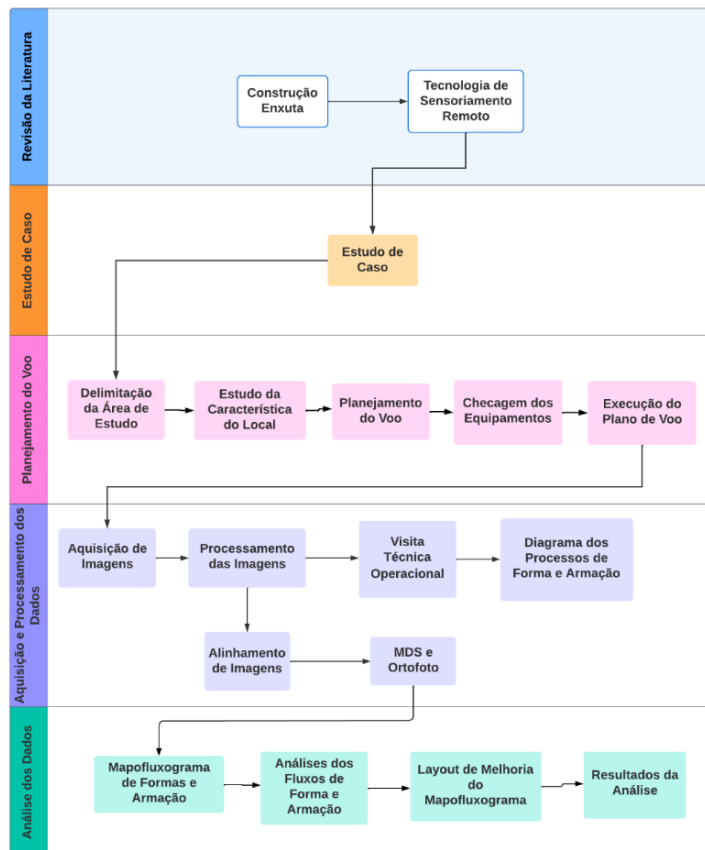 Revisão da Literatura
Construção
Enxuta
Tecnologia de
Sensoriamento
Remoto
Estudo de Caso
Estudo de
Caso
Planejamento do Voo
Delimitação
da Área de
Estudo
Estudo da
Característica
do Local
Planejamento
do Voo
Checagem dos
Equipamentos
Execução do
Plano de Voo
Aquisição e Processamento dos
Dados
Aquisição de
Imagens
Processamento
das Imagens
Visita
Técnica
Operacional
Diagrama dos
Processos de
Forma e Armação
Alinhamento
de Imagens
MDS e
Ortofoto
Análise dos Dados
Mapofluxograma
de Formas e
Armação
Análises dos
Fluxos de
Forma e
Armação
Layout de Melhoria
do
Mapofluxograma
Resultados da
Análise